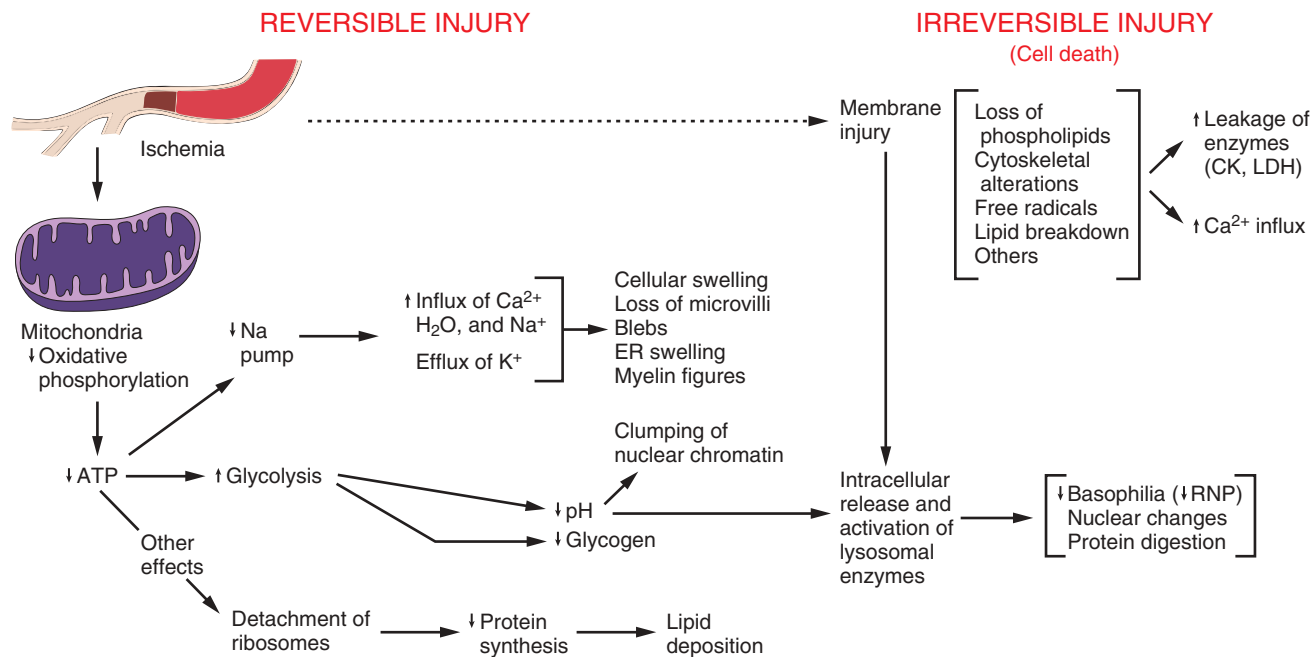 REVERSIBLE INJURY
IRREVERSIBLE INJURY
(Cell death)
Ischemia
Membrane
injury
Loss of
phospholipids
Cytoskeletal
alterations
Free radicals
Lipid breakdown
Others
↑ Leakage of
enzymes
(CK, LDH)
↑ Ca²⁺ influx
Mitochondria
↓ Oxidative
phosphorylation
↓ Na
pump
↑ Influx of Ca²⁺
H₂O, and Na⁺
Efflux of K⁺
Cellular swelling
Loss of microvilli
Blebs
ER swelling
Myelin figures
↓ ATP
↑ Glycolysis
Clumping of
nuclear chromatin
↓ pH
↓ Glycogen
Intracellular
release and
activation of
lysosomal
enzymes
↓ Basophilia (↓RNP)
Nuclear changes
Protein digestion
Other
effects
Detachment of
ribosomes
↓ Protein
synthesis
Lipid
deposition